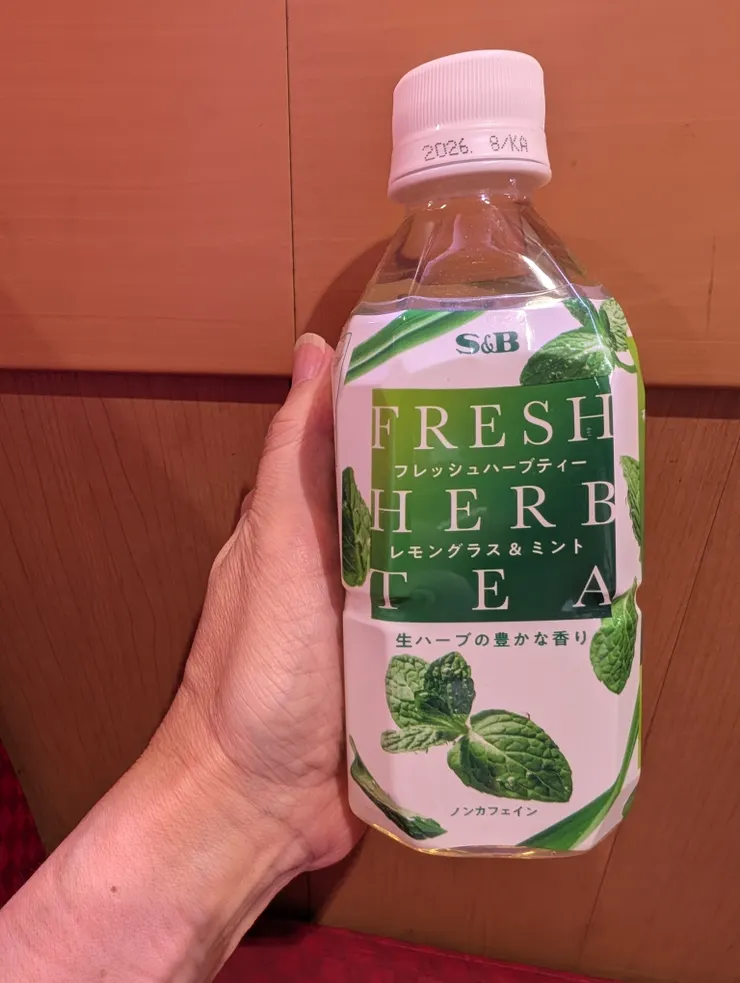 2026. 8/KA
S&B
FRESH
フレッシュハーブティー
HERB
レモングラス & ミント
TEA
生ハーブの豊かな香り
ノンカフェイン